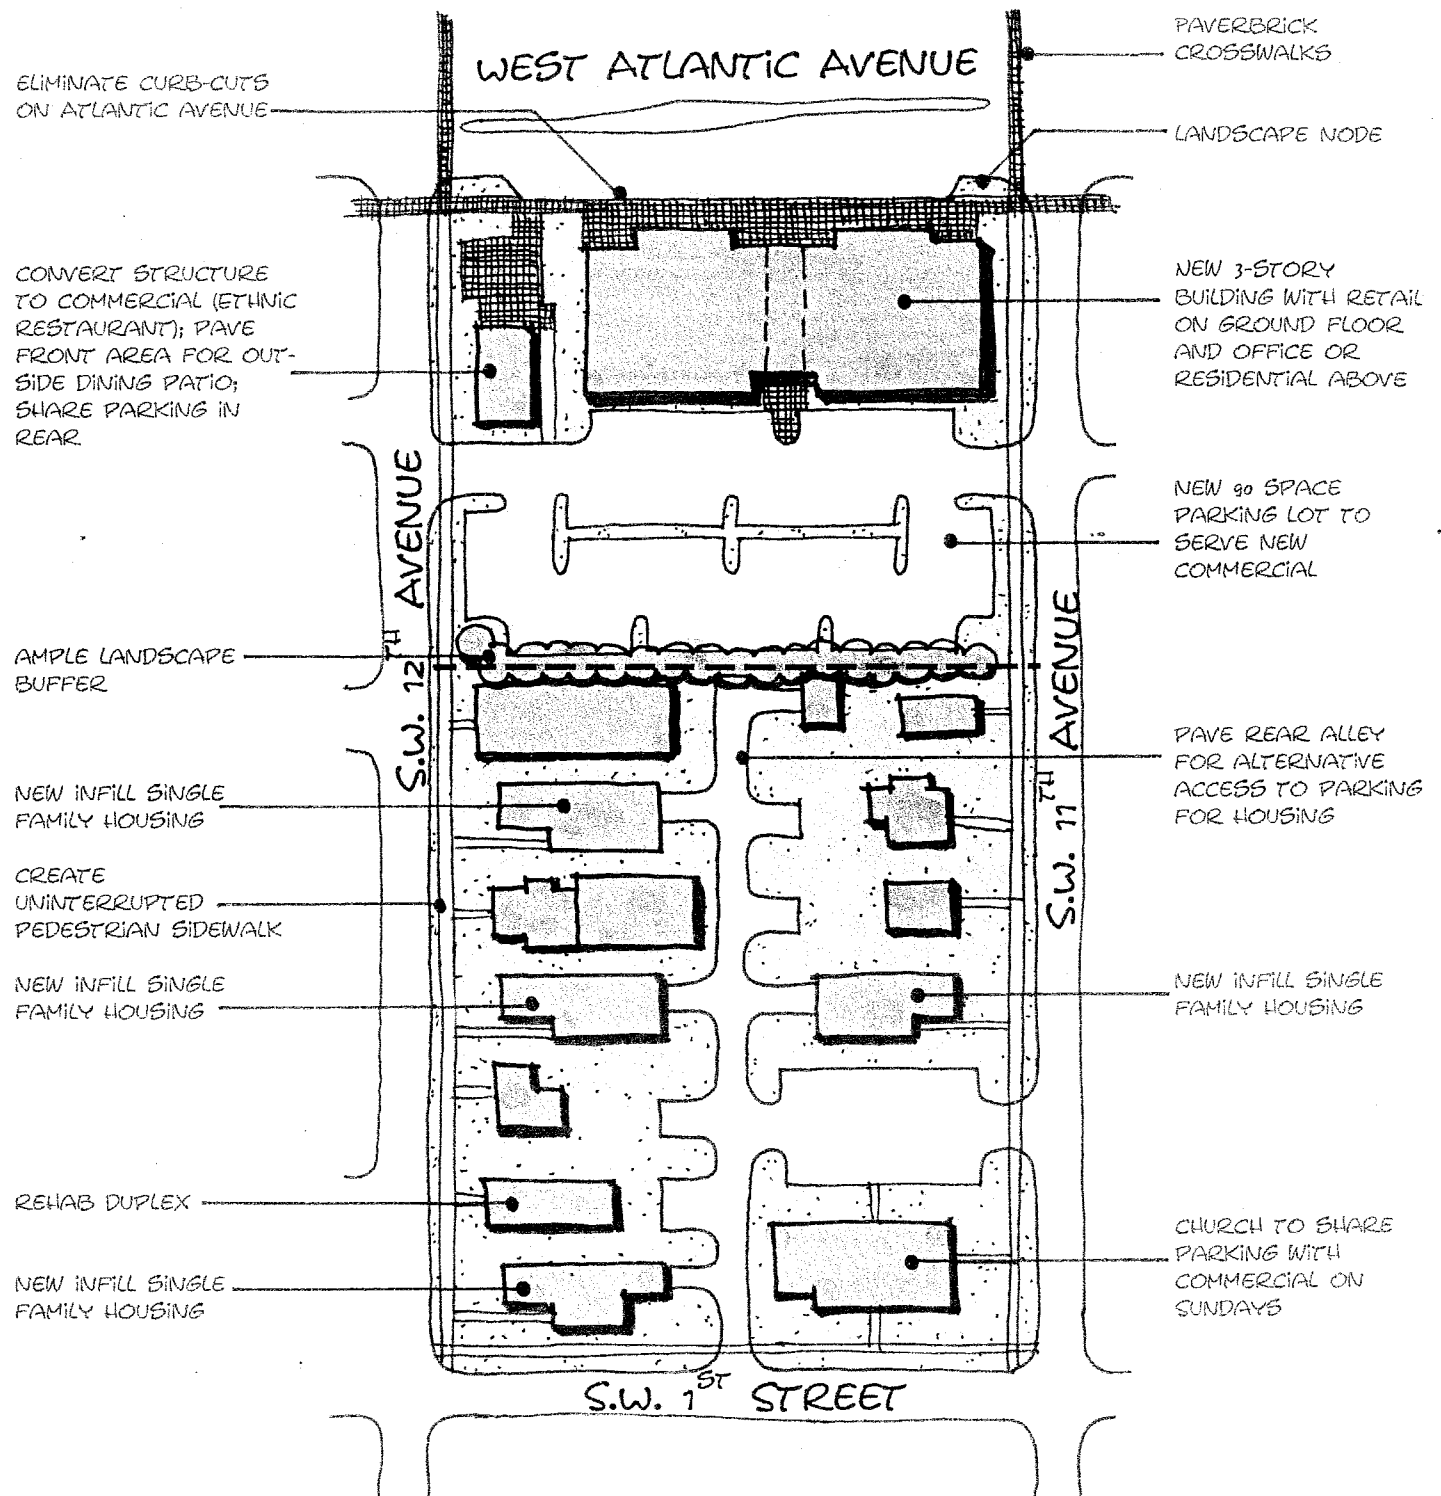 WEST ATLANTIC AVENUE
ELIMINATE CURB-CUTS
ON ATLANTIC AVENUE
CONVERT STRUCTURE
TO COMMERCIAL (ETHNIC
RESTAURANT); PAVE
FRONT AREA FOR OUT-
SIDE DINING PATIO;
SHARE PARKING IN
REAR.
AMPLE LANDSCAPE
BUFFER
NEW INFILL SINGLE
FAMILY HOUSING
CREATE
UNINTERRUPTED
PEDESTRIAN SIDEWALK
NEW INFILL SINGLE
FAMILY HOUSING
REHAB DUPLEX
NEW INFILL SINGLE
FAMILY HOUSING
S.W. 12TH AVENUE
S.W. 11TH AVENUE
PAVERBRICK
CROSSWALKS
LANDSCAPE NODE
NEW 3-STORY
BUILDING WITH RETAIL
ON GROUND FLOOR
AND OFFICE OR
RESIDENTIAL ABOVE
NEW 90 SPACE
PARKING LOT TO
SERVE NEW
COMMERCIAL
PAVE REAR ALLEY
FOR ALTERNATIVE
ACCESS TO PARKING
FOR HOUSING
NEW INFILL SINGLE
FAMILY HOUSING
CHURCH TO SHARE
PARKING WITH
COMMERCIAL ON
SUNDAYS
S.W. 1ST STREET